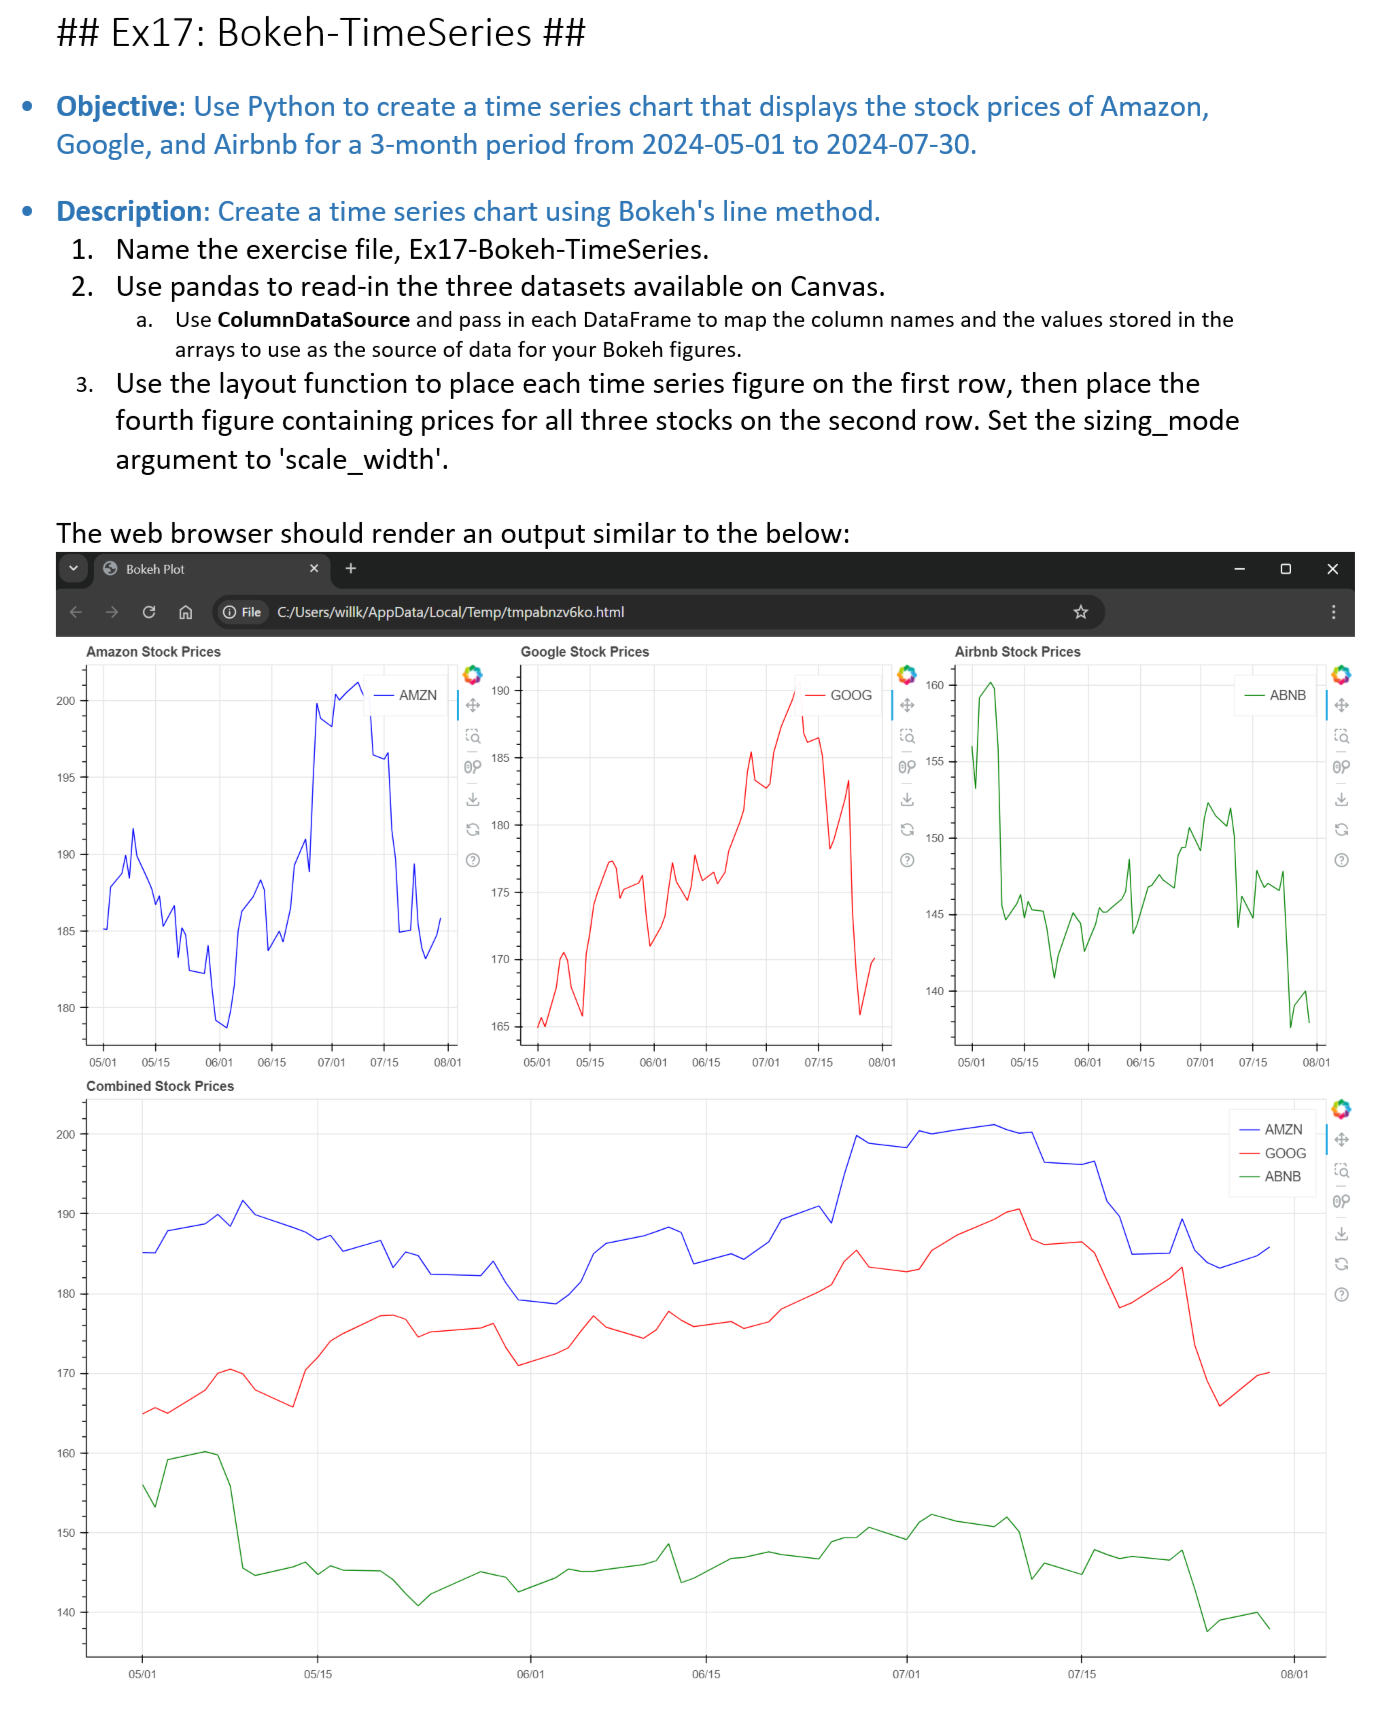 ## Ex17: Bokeh-TimeSeries ##
• Objective: Use Python to create a time series chart that displays the stock prices of Amazon,
Google, and Airbnb for a 3-month period from 2024-05-01 to 2024-07-30.
• Description: Create a time series chart using Bokeh's line method.
1. Name the exercise file, Ex17-Bokeh-TimeSeries.
2. Use pandas to read-in the three datasets available on Canvas.
a. Use ColumnDataSource and pass in each DataFrame to map the column names and the values stored in the
arrays to use as the source of data for your Bokeh figures.
3. Use the layout function to place each time series figure on the first row, then place the
fourth figure containing prices for all three stocks on the second row. Set the sizing_mode
argument to 'scale_width'.
The web browser should render an output similar to the below:
Bokeh Plot
File C:/Users/willk/AppData/Local/Temp/tmpabnzv6ko.html
Amazon Stock Prices
AMZN
200
195
190
185
180
05/01 05/15 06/01 06/15 07/01 07/15 08/01
Google Stock Prices
GOOG
190
185
180
175
170
165
05/01 05/15 06/01 06/15 07/01 07/15 08/01
Airbnb Stock Prices
ABNB
160
155
150
145
140
05/01 05/15 06/01 06/15 07/01 07/15 08/01
Combined Stock Prices
AMZN
GOOG
ABNB
200
190
180
170
160
150
140
05/01 05/15 06/01 06/15 07/01 07/15 08/01